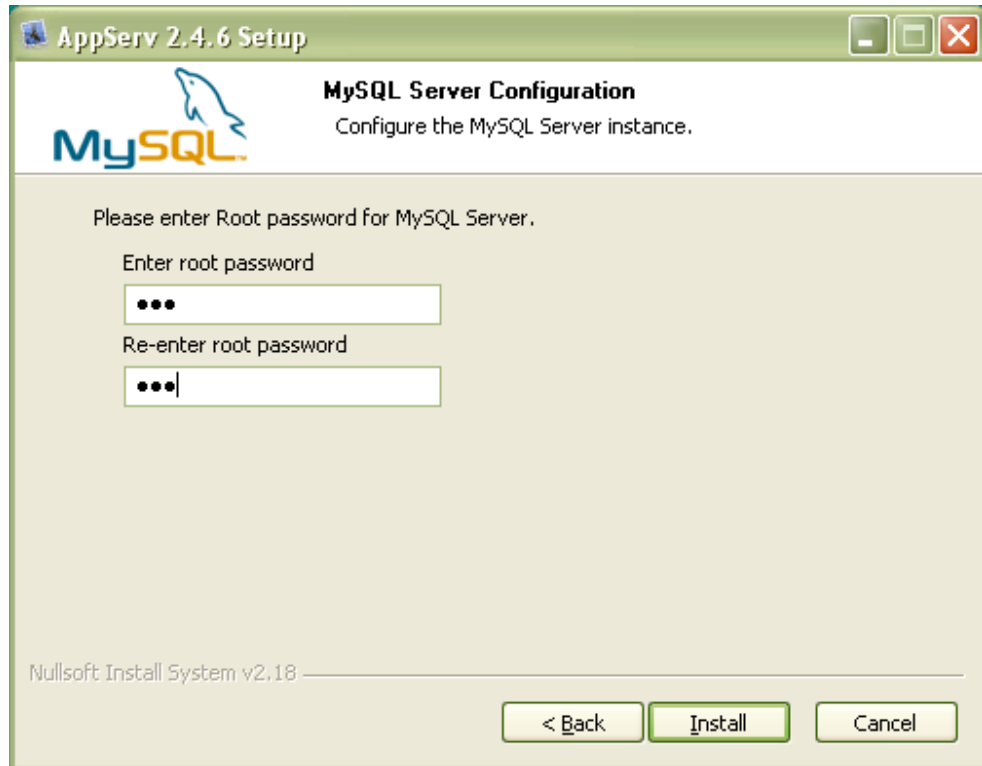 AppServ 2.4.6 Setup
MySQL™
MySQL Server Configuration
Configure the MySQL Server instance.
Please enter Root password for MySQL Server.
Enter root password
●●●
Re-enter root password
●●●
Nullsoft Install System v2.18
< Back
Install
Cancel